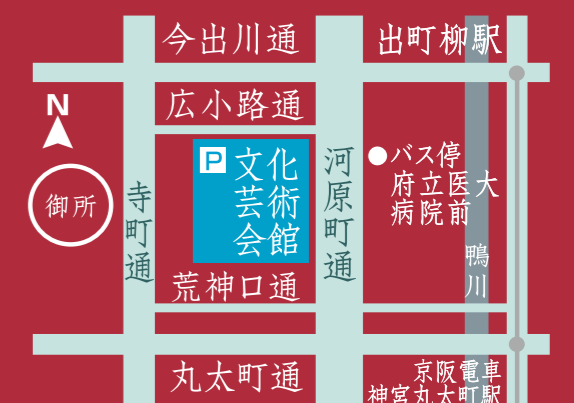 今出川通
出町柳駅
広小路通
N
P
文化
芸術
会館
御所
寺町通
河原町通
バス停
府立医大
病院前
鴨川
荒神口通
丸太町通
京阪電車
神宮丸太町駅